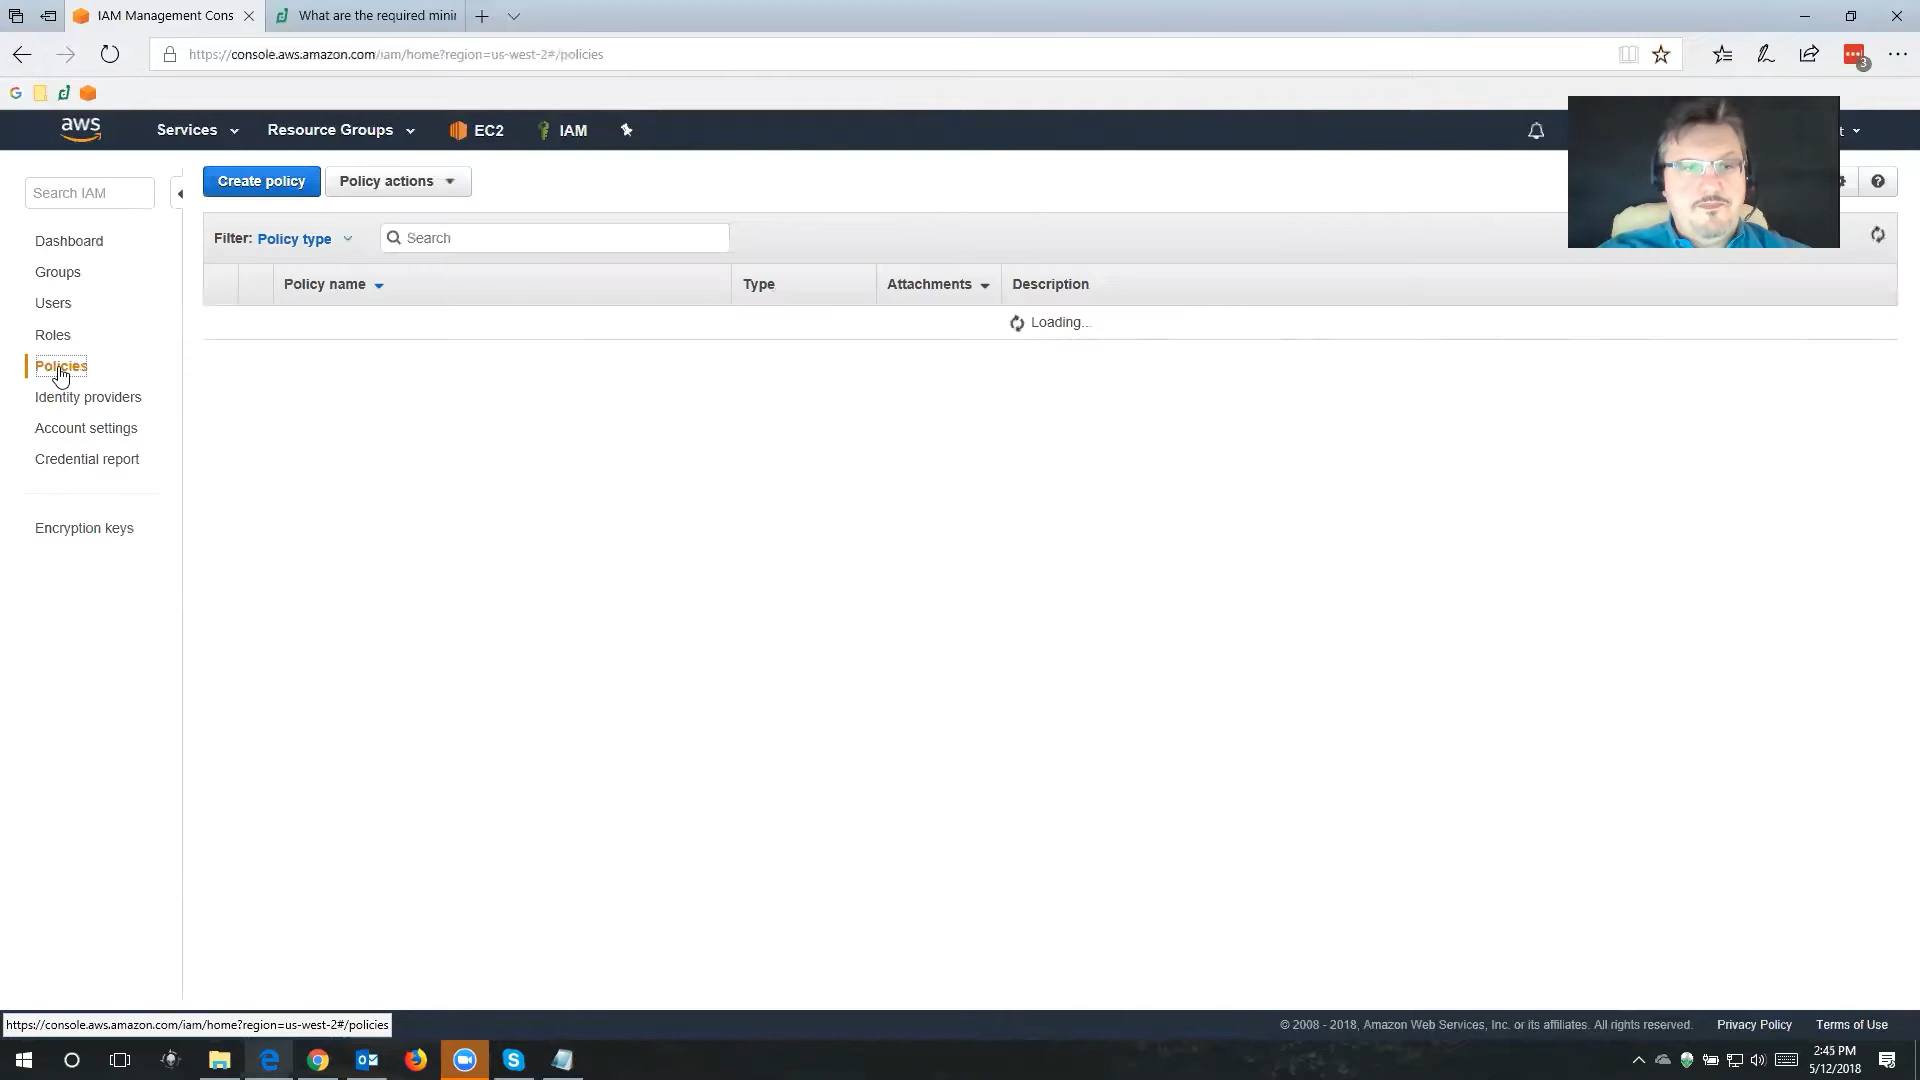 IAM Management Cons
What are the required mini
https://console.aws.amazon.com/iam/home?region=us-west-2#/policies
3
aws
Services
Resource Groups
EC2
IAM
t
Search IAM
Create policy
Policy actions
Filter: Policy type
Search
Dashboard
Groups
Users
Roles
Policies
Identity providers
Account settings
Credential report
Encryption keys
Policy name
Type
Attachments
Description
Loading...
https://console.aws.amazon.com/iam/home?region=us-west-2#/policies
© 2008 - 2018, Amazon Web Services, Inc. or its affiliates. All rights reserved.
Privacy Policy
Terms of Use
2:45 PM
5/12/2018